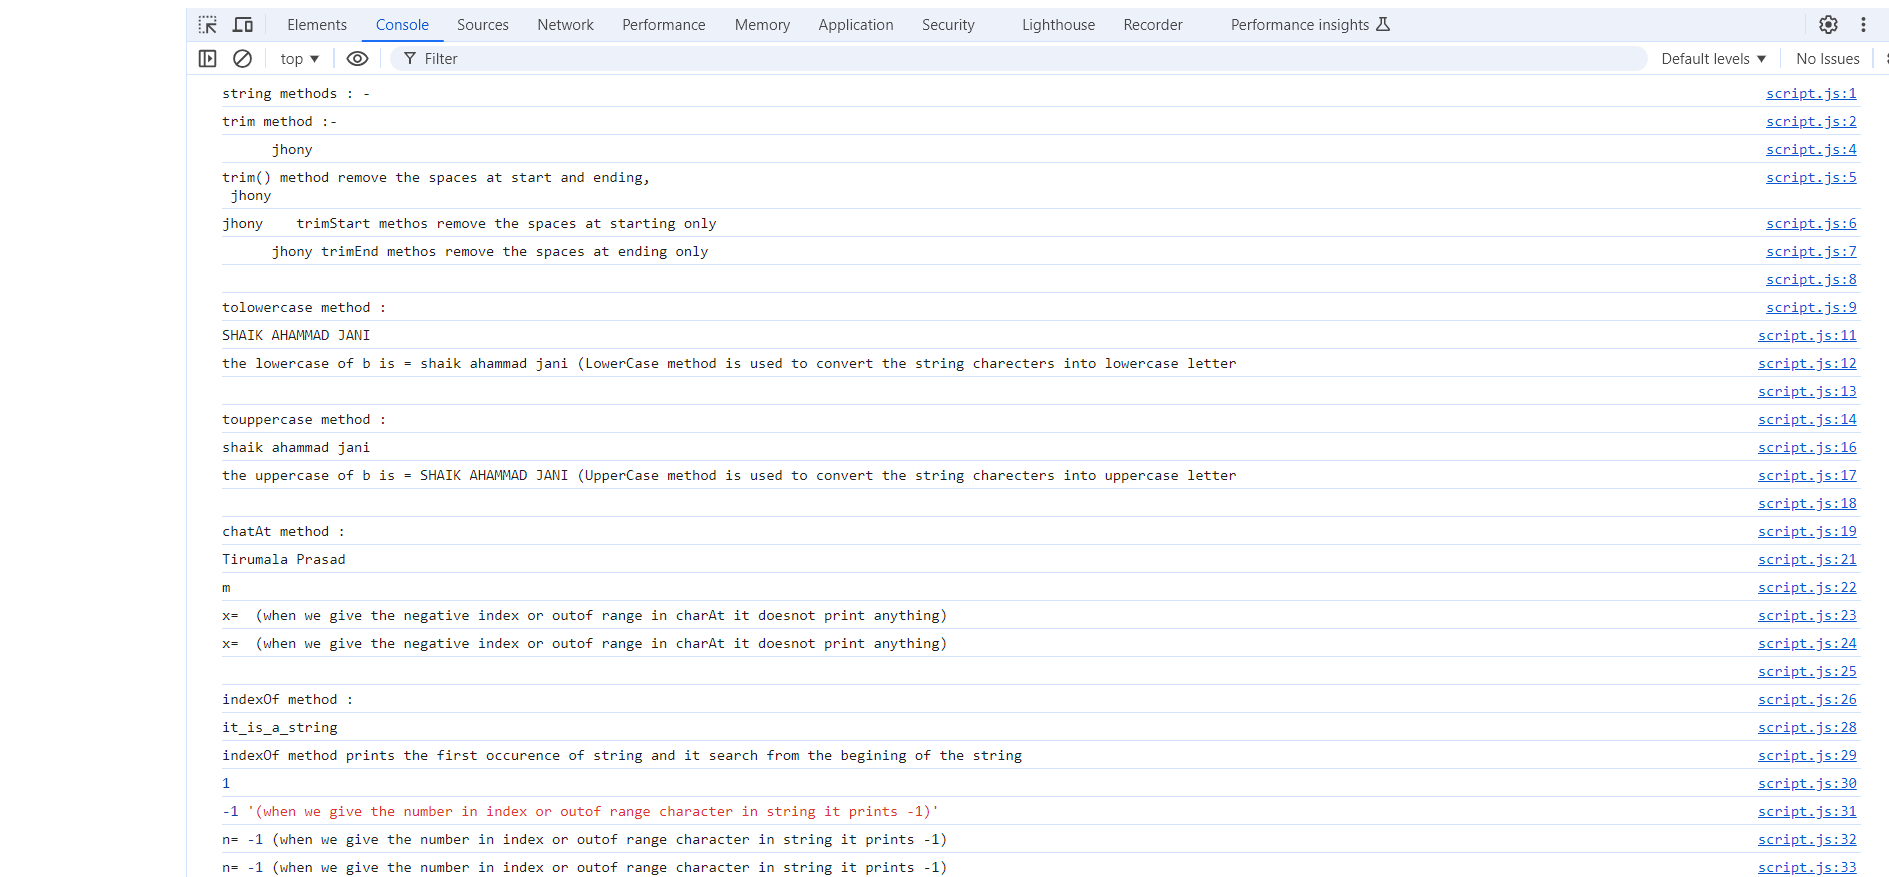 Elements Console Sources Network Performance Memory Application Security Lighthouse Recorder Performance insights
top Filter Default levels No Issues
string methods : - script.js:1
trim method :- script.js:2
jhony script.js:4
trim() method remove the spaces at start and ending, script.js:5
jhony
jhony    trimStart methos remove the spaces at starting only script.js:6
jhony trimEnd methos remove the spaces at ending only script.js:7
script.js:8
tolowercase method : script.js:9
SHAIK AHAMMAD JANI script.js:11
the lowercase of b is = shaik ahammad jani (LowerCase method is used to convert the string charecters into lowercase letter script.js:12
script.js:13
touppercase method : script.js:14
shaik ahammad jani script.js:16
the uppercase of b is = SHAIK AHAMMAD JANI (UpperCase method is used to convert the string charecters into uppercase letter script.js:17
script.js:18
chatAt method : script.js:19
Tirumala Prasad script.js:21
m script.js:22
x=  (when we give the negative index or outof range in charAt it doesnot print anything) script.js:23
x=  (when we give the negative index or outof range in charAt it doesnot print anything) script.js:24
script.js:25
indexOf method : script.js:26
it_is_a_string script.js:28
indexOf method prints the first occurence of string and it search from the begining of the string script.js:29
1 script.js:30
-1 '(when we give the number in index or outof range character in string it prints -1)' script.js:31
n= -1 (when we give the number in index or outof range character in string it prints -1) script.js:32
n= -1 (when we give the number in index or outof range character in string it prints -1) script.js:33